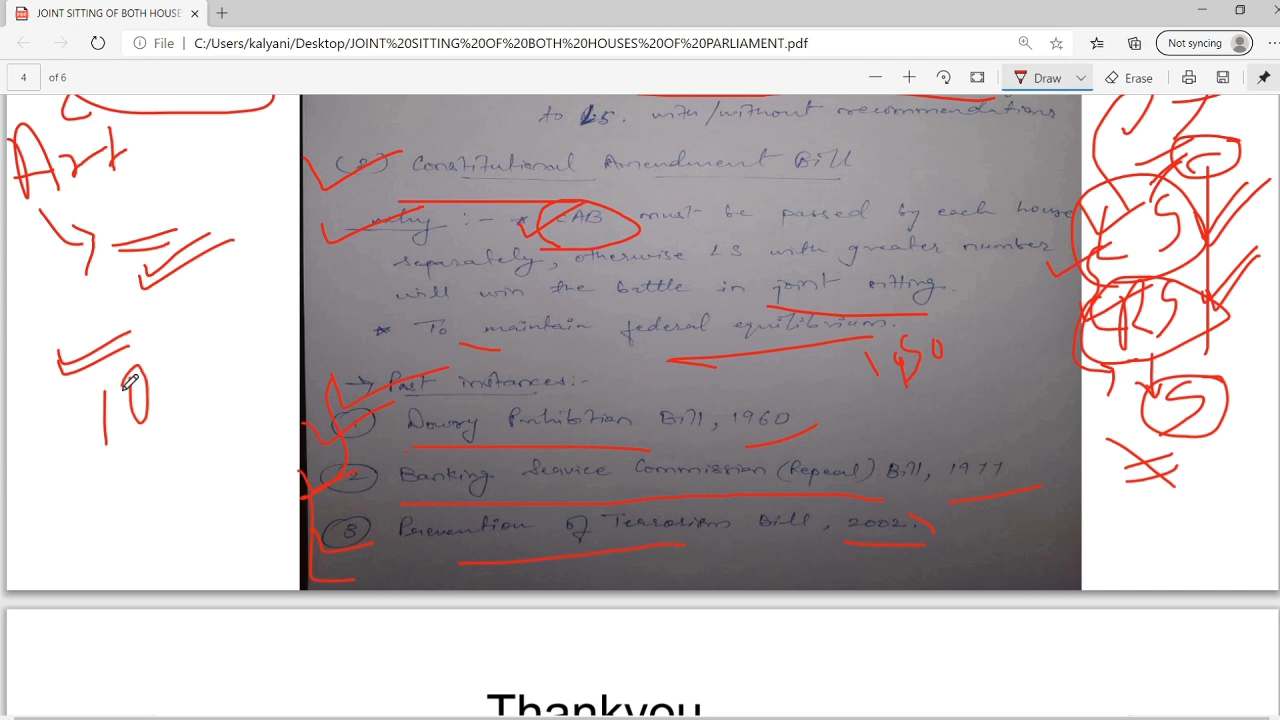 JOINT SITTING OF BOTH HOUSE
File C:/Users/kalyani/Desktop/JOINT%20SITTING%20OF%20BOTH%20HOUSES%20OF%20PARLIAMENT.pdf
Not syncing
4 of 6
Draw
Erase
to LS. with/without recommendations
Art
(2) Constitutional Amendment Bill
why :- * CAB must be passed by each house
separately, otherwise LS with greater number
will win the battle in joint sitting.
* To maintain federal equilibrium.
LS
RS
S
1950
10
→ Past instances:-
1. Dowry Prohibition Bill, 1960
2 Banking Service Commission (Repeal) Bill, 1977
3 Prevention of Terrorism Bill, 2002.
Thankyou